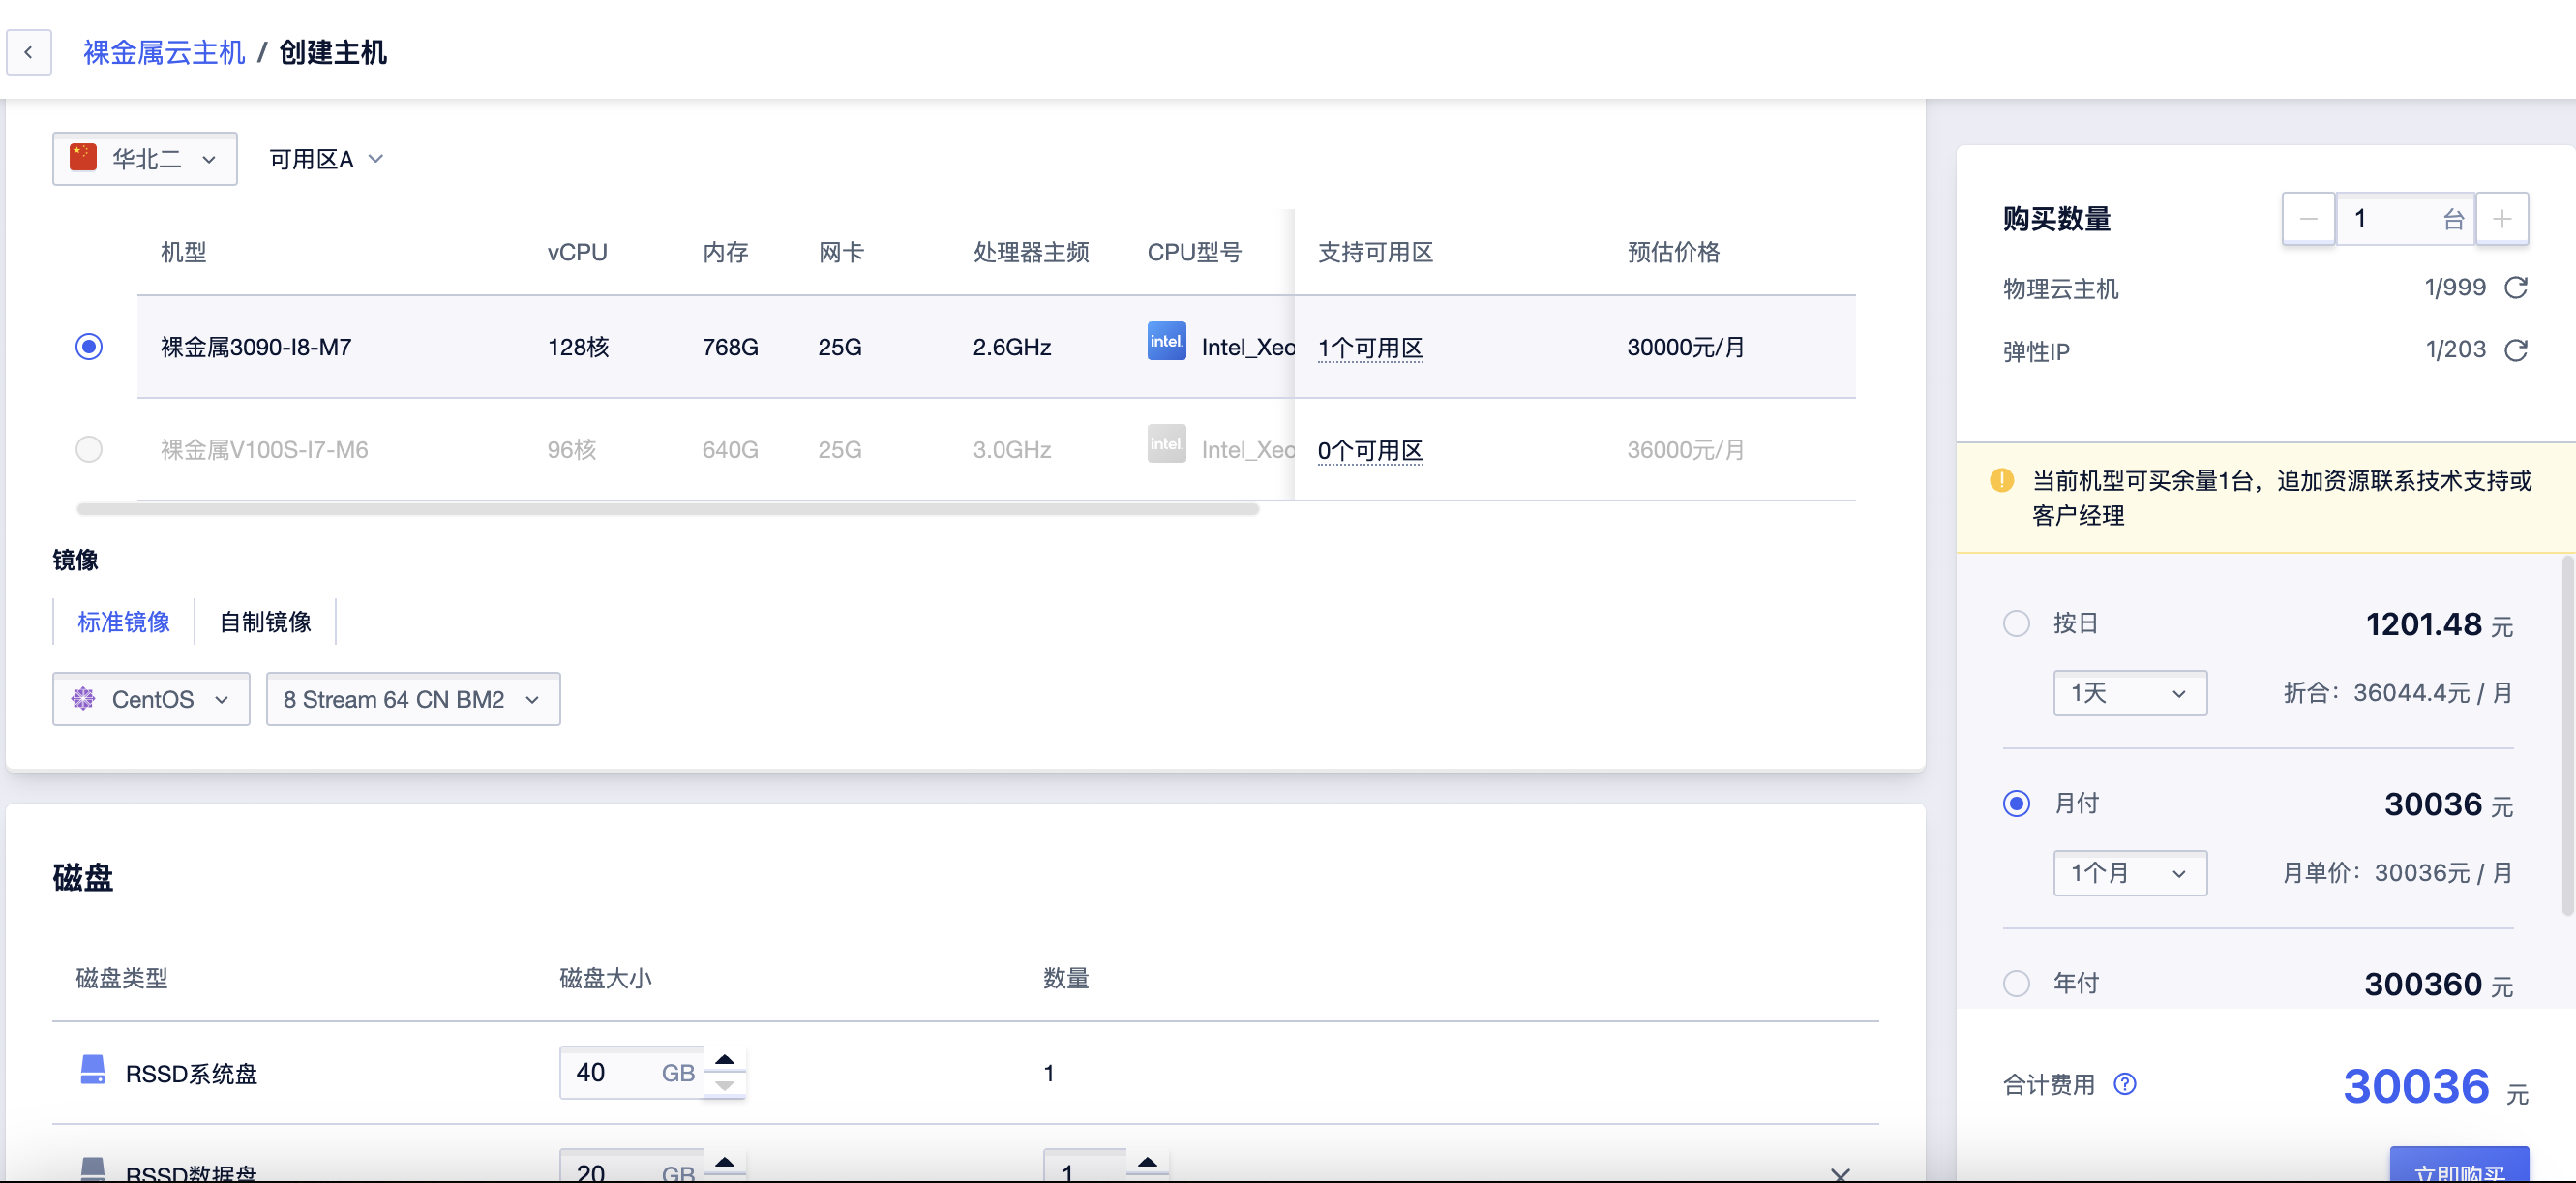 裸金属云主机 / 创建主机
华北二 可用区A
机型 vCPU 内存 网卡 处理器主频 CPU型号 支持可用区 预估价格
裸金属3090-I8-M7 128核 768G 25G 2.6GHz intel. Intel_Xeo 1个可用区 30000元/月
裸金属V100S-I7-M6 96核 640G 25G 3.0GHz intel. Intel_Xeo 0个可用区 36000元/月
镜像
标准镜像 自制镜像
CentOS 8 Stream 64 CN BM2
磁盘
磁盘类型 磁盘大小 数量
RSSD系统盘 40 GB 1
RSSD数据盘 20 GB 1
购买数量 1 台
物理云主机 1/999
弹性IP 1/203
当前机型可买余量1台，追加资源联系技术支持或
客户经理
按日 1201.48 元
1天 折合：36044.4元 / 月
月付 30036 元
1个月 月单价：30036元 / 月
年付 300360 元
合计费用 30036 元
立即购买